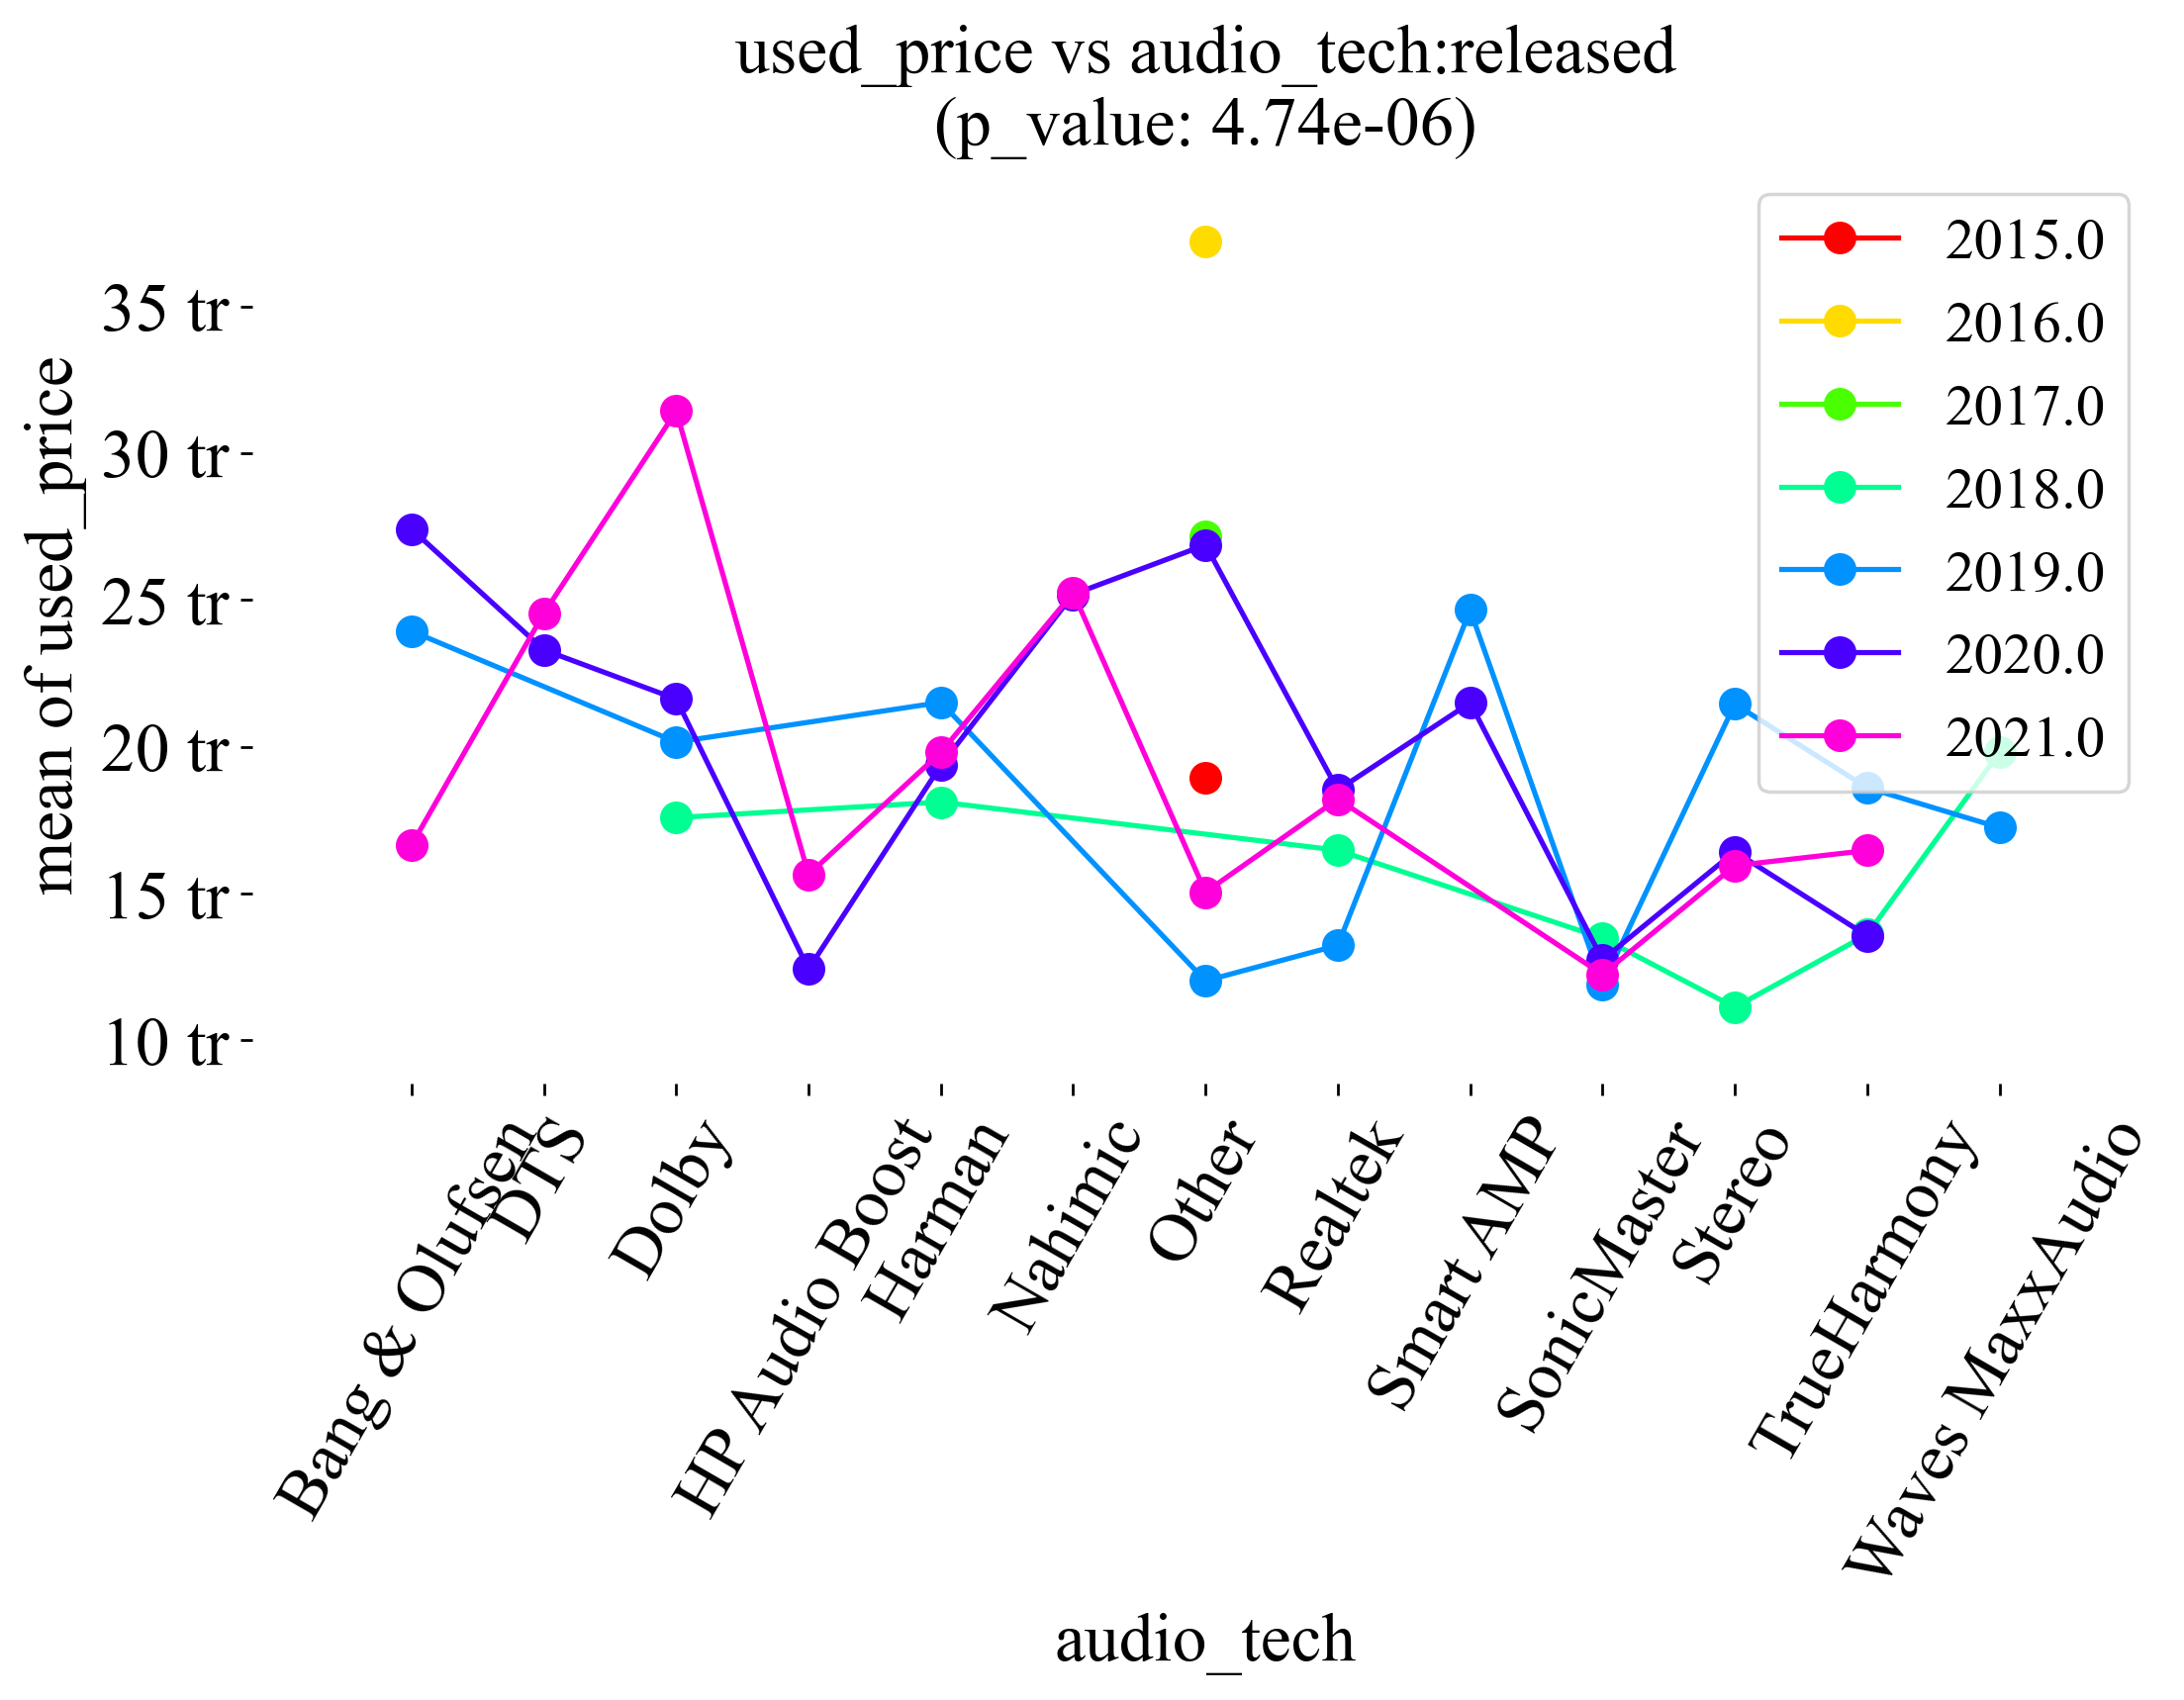 used_price vs audio_tech:released
(p_value: 4.74e-06)
mean of used_price
35 tr
30 tr
25 tr
20 tr
15 tr
10 tr
2015.0
2016.0
2017.0
2018.0
2019.0
2020.0
2021.0
Bang & Olufsen
DTS
Dolby
HP Audio Boost
Harman
Nahimic
Other
Realtek
Smart AMP
SonicMaster
Stereo
TrueHarmony
Waves MaxxAudio
audio_tech